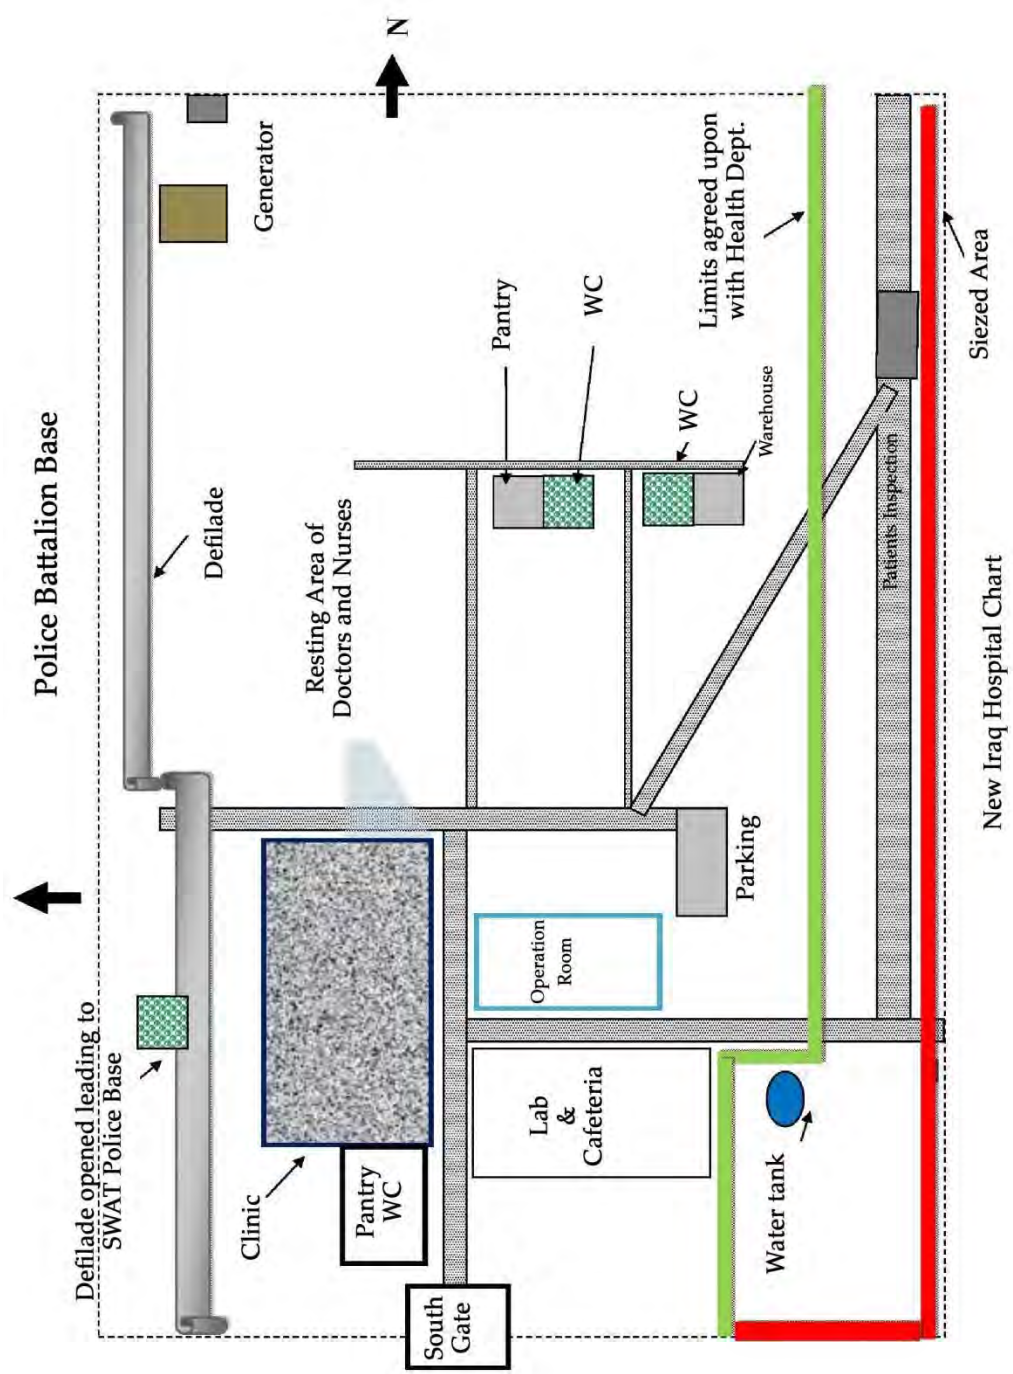 Police Battalion Base
N
Defilade opened leading to
SWAT Police Base
Defilade
Generator
Clinic
Resting Area of
Doctors and Nurses
Pantry
WC
South
Gate
Pantry
WC
WC
Warehouse
Lab
&
Cafeteria
Operation
Room
Parking
Limits agreed upon
with Health Dept.
Water tank
Patients Inspection
Siezed Area
New Iraq Hospital Chart